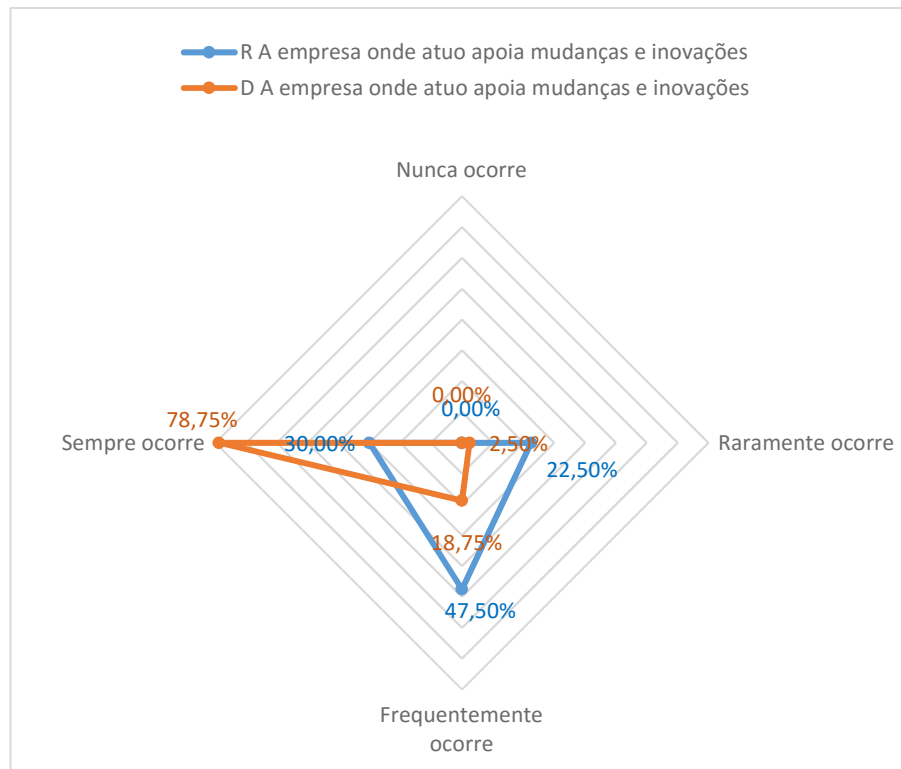 R A empresa onde atuo apoia mudanças e inovações
D A empresa onde atuo apoia mudanças e inovações
Nunca ocorre
0,00%
0,00%
78,75%
Sempre ocorre
30,00%
2,50%
Raramente ocorre
22,50%
18,75%
47,50%
Frequentemente
ocorre